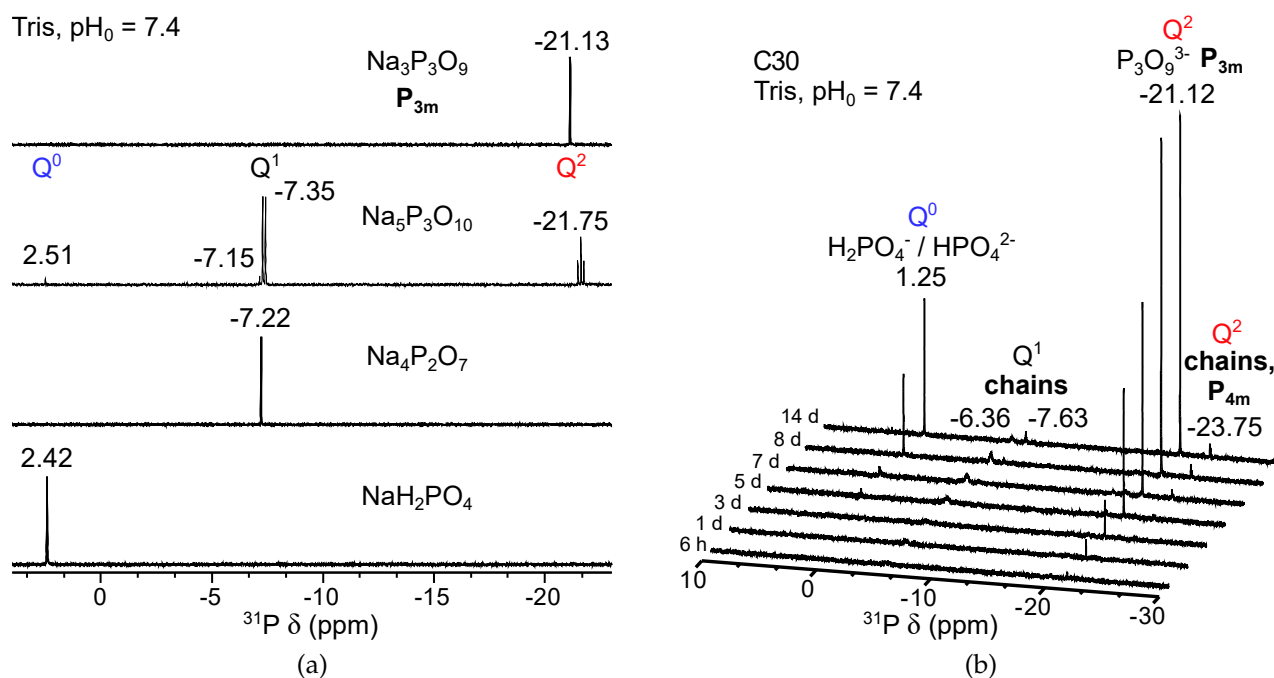 Tris, pH₀ = 7.4
-21.13
Na₃P₃O₉
P₃ₘ
Q⁰
Q¹
Q²
-7.35
Na₅P₃O₁₀
-21.75
2.51
-7.15
-7.22
Na₄P₂O₇
2.42
NaH₂PO₄
0
-5
-10
-15
-20
³¹P δ (ppm)
(a)
Q²
C30
P₃O₉³⁻ P₃ₘ
Tris, pH₀ = 7.4
-21.12
Q⁰
H₂PO₄⁻ / HPO₄²⁻
1.25
Q¹
chains
-6.36
-7.63
Q²
chains,
P₄ₘ
-23.75
14 d
8 d
7 d
5 d
3 d
1 d
6 h
10
0
-10
-20
-30
³¹P δ (ppm)
(b)